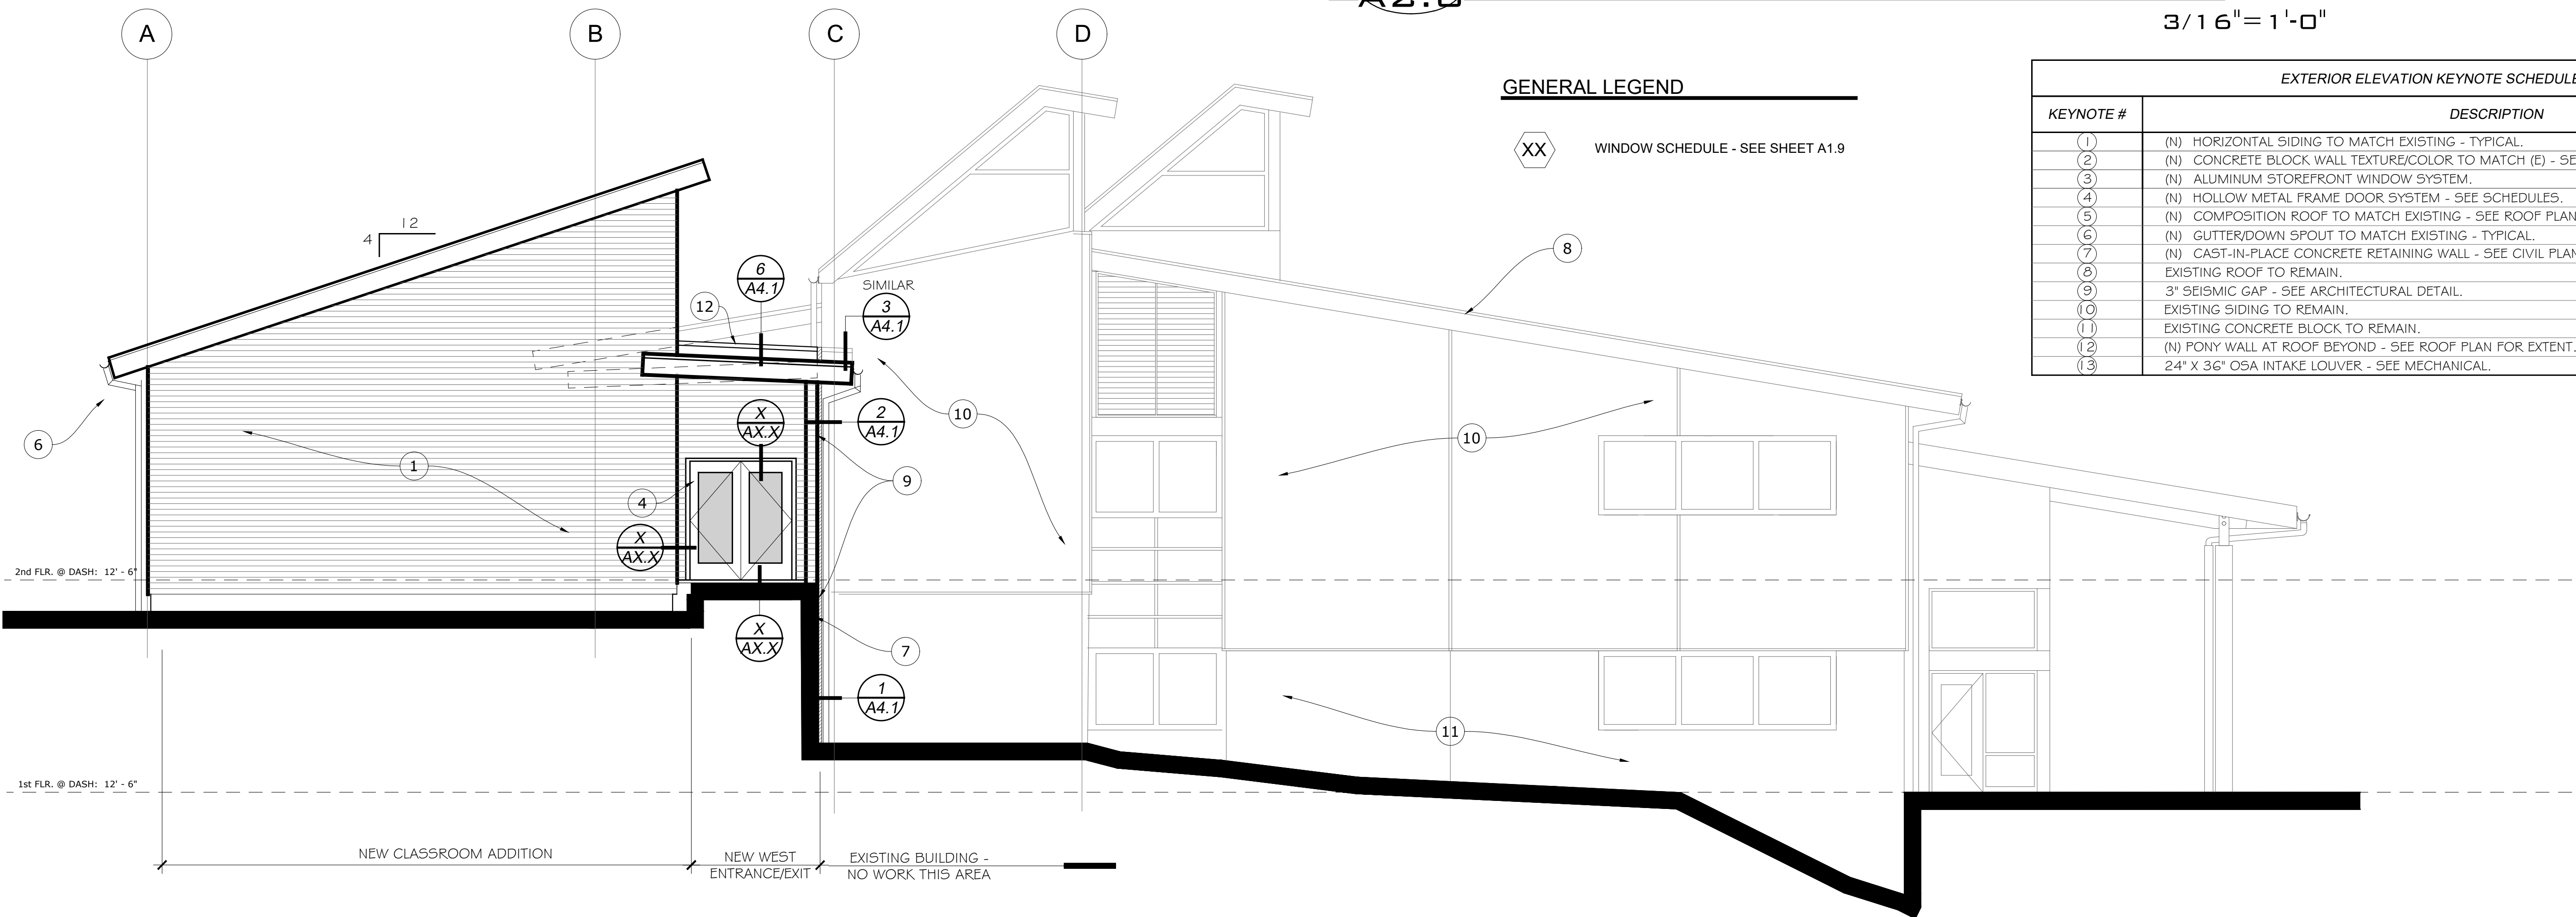 A2.0
3/16"=1'-0"
A
B
C
D
GENERAL LEGEND
XX
WINDOW SCHEDULE - SEE SHEET A1.9
EXTERIOR ELEVATION KEYNOTE SCHEDULE
KEYNOTE #
DESCRIPTION
1 (N) HORIZONTAL SIDING TO MATCH EXISTING - TYPICAL.
2 (N) CONCRETE BLOCK WALL TEXTURE/COLOR TO MATCH (E) - SE
3 (N) ALUMINUM STOREFRONT WINDOW SYSTEM.
4 (N) HOLLOW METAL FRAME DOOR SYSTEM - SEE SCHEDULES.
5 (N) COMPOSITION ROOF TO MATCH EXISTING - SEE ROOF PLAN
6 (N) GUTTER/DOWN SPOUT TO MATCH EXISTING - TYPICAL.
7 (N) CAST-IN-PLACE CONCRETE RETAINING WALL - SEE CIVIL PLAN
8 EXISTING ROOF TO REMAIN.
9 3" SEISMIC GAP - SEE ARCHITECTURAL DETAIL.
10 EXISTING SIDING TO REMAIN.
11 EXISTING CONCRETE BLOCK TO REMAIN.
12 (N) PONY WALL AT ROOF BEYOND - SEE ROOF PLAN FOR EXTENT.
13 24" X 36" OSA INTAKE LOUVER - SEE MECHANICAL.
12
4
6
A4.1
12
SIMILAR
3
A4.1
8
6
1
X
AX.X
2
A4.1
10
10
9
4
X
AX.X
2nd FLR. @ DASH: 12' - 6"
X
AX.X
7
1
A4.1
11
1st FLR. @ DASH: 12' - 6"
NEW CLASSROOM ADDITION
NEW WEST
ENTRANCE/EXIT
EXISTING BUILDING -
NO WORK THIS AREA